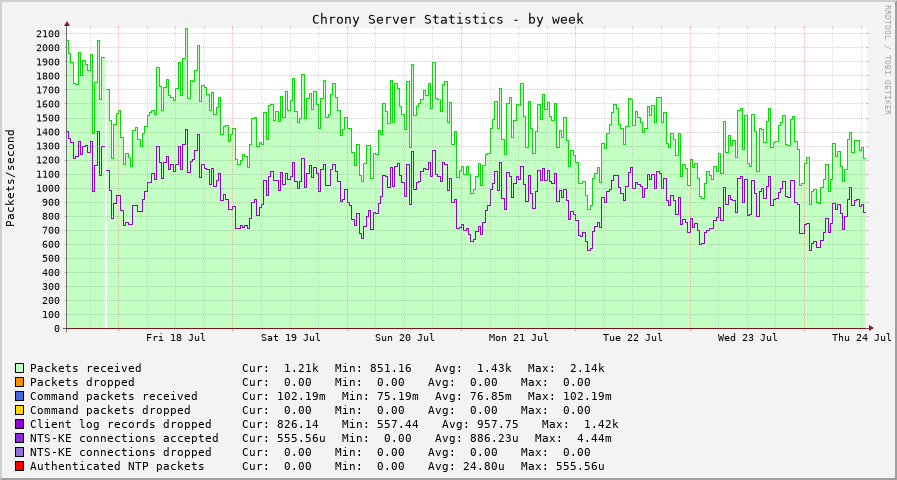 Chrony Server Statistics - by week
RRDTOOL / TOBI OETIKER
Packets/second
2100
2000
1900
1800
1700
1600
1500
1400
1300
1200
1100
1000
900
800
700
600
500
400
300
200
100
0
Fri 18 Jul Sat 19 Jul Sun 20 Jul Mon 21 Jul Tue 22 Jul Wed 23 Jul Thu 24 Jul
Packets received Cur: 1.21k Min: 851.16 Avg: 1.43k Max: 2.14k
Packets dropped Cur: 0.00 Min: 0.00 Avg: 0.00 Max: 0.00
Command packets received Cur: 102.19m Min: 75.19m Avg: 76.85m Max: 102.19m
Command packets dropped Cur: 0.00 Min: 0.00 Avg: 0.00 Max: 0.00
Client log records dropped Cur: 826.14 Min: 557.44 Avg: 957.75 Max: 1.42k
NTS-KE connections accepted Cur: 555.56u Min: 0.00 Avg: 886.23u Max: 4.44m
NTS-KE connections dropped Cur: 0.00 Min: 0.00 Avg: 0.00 Max: 0.00
Authenticated NTP packets Cur: 0.00 Min: 0.00 Avg: 24.80u Max: 555.56u